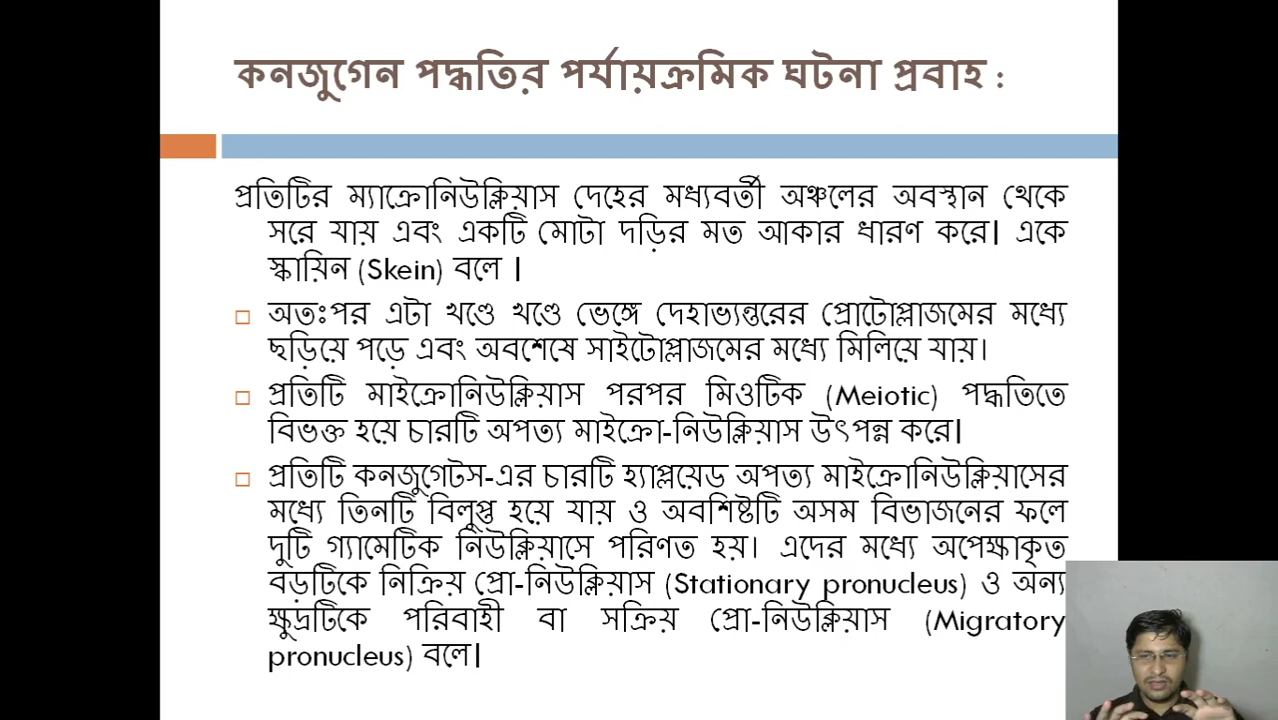 কনজুগেন পদ্ধতির পর্যায়ক্রমিক ঘটনা প্রবাহ :
প্রতিটির ম্যাক্রোনিউক্লিয়াস দেহের মধ্যবর্তী অঞ্চলের অবস্থান থেকে
সরে যায় এবং একটি মোটা দড়ির মত আকার ধারণ করে। একে
স্কায়িন (Skein) বলে ।
অতঃপর এটা খণ্ডে খণ্ডে ভেঙ্গে দেহাভ্যন্তরের প্রোটোপ্লাজমের মধ্যে
ছড়িয়ে পড়ে এবং অবশেষে সাইটোপ্লাজমের মধ্যে মিলিয়ে যায়।
প্রতিটি মাইক্রোনিউক্লিয়াস পরপর মিওটিক (Meiotic) পদ্ধতিতে
বিভক্ত হয়ে চারটি অপত্য মাইক্রো-নিউক্লিয়াস উৎপন্ন করে।
প্রতিটি কনজুগেটস-এর চারটি হ্যাপ্লয়েড অপত্য মাইক্রোনিউক্লিয়াসের
মধ্যে তিনটি বিলুপ্ত হয়ে যায় ও অবশিষ্টটি অসম বিভাজনের ফলে
দুটি গ্যামেটিক নিউক্লিয়াসে পরিণত হয়। এদের মধ্যে অপেক্ষাকৃত
বড়টিকে নিক্রিয় প্রো-নিউক্লিয়াস (Stationary pronucleus) ও অন্য
ক্ষুদ্রটিকে পরিবাহী বা সক্রিয় প্রো-নিউক্লিয়াস (Migratory
pronucleus) বলে।